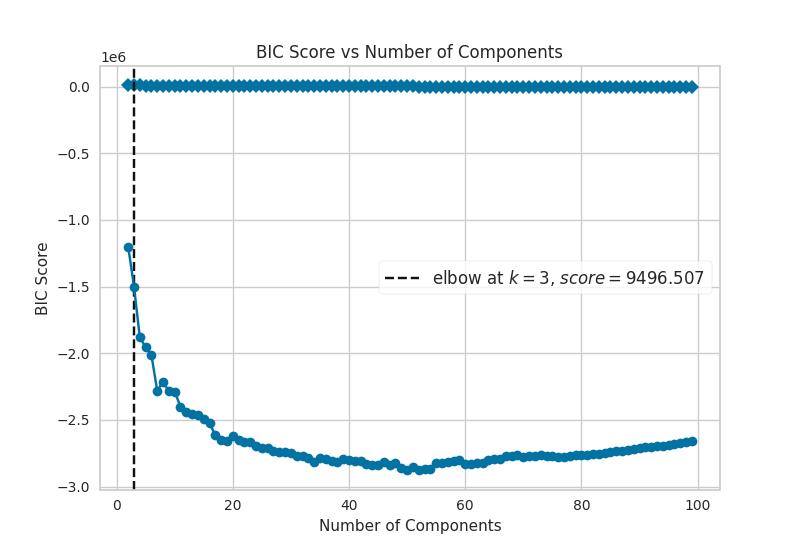 BIC Score vs Number of Components
1e6
0.0
−0.5
−1.0
−1.5
−2.0
−2.5
−3.0
BIC Score
elbow at k = 3, score = 9496.507
0 20 40 60 80 100
Number of Components